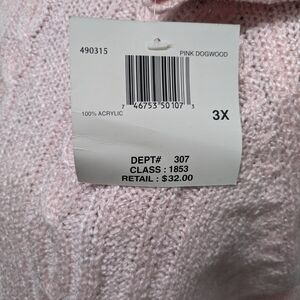 490315 PINK DOGWOOD
7 46753 50107 3
100% ACRYLIC 3X
DEPT# 307
CLASS : 1853
RETAIL : $32.00